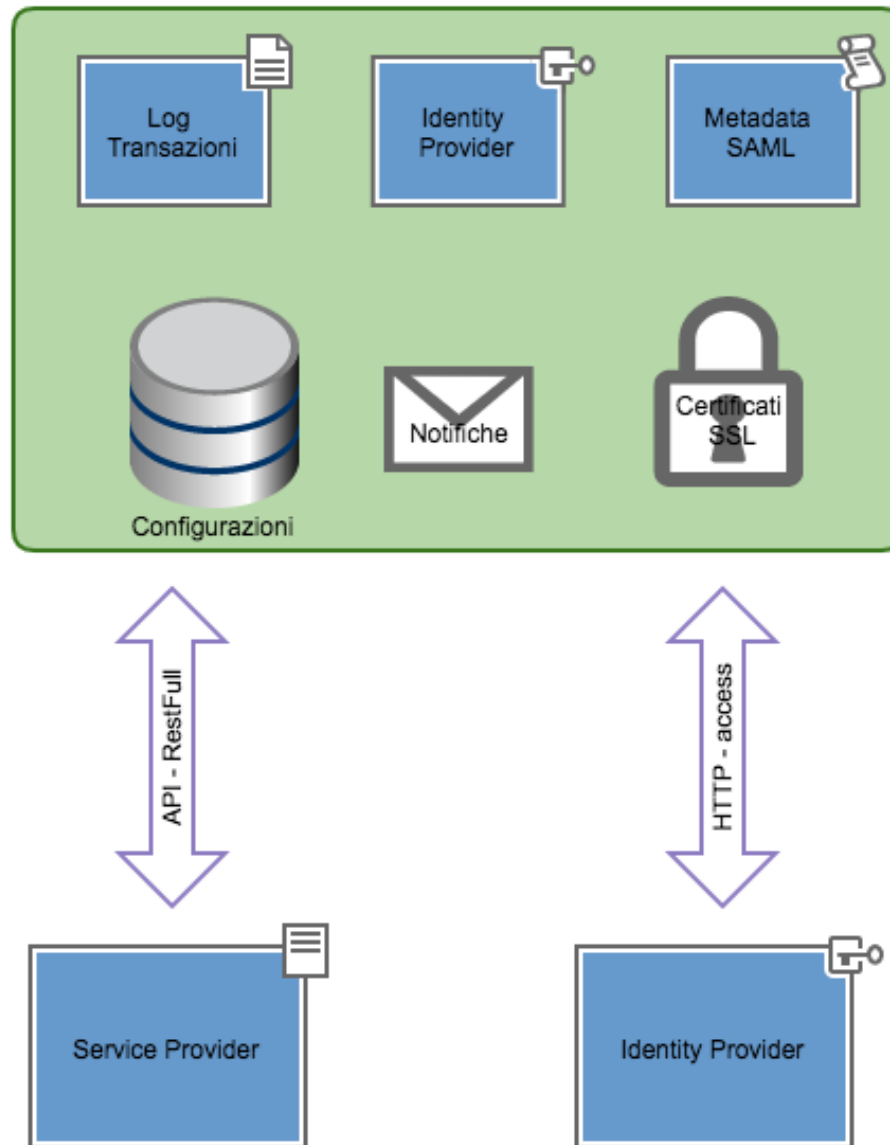 Log
Transazioni
Identity
Provider
Metadata
SAML
Configurazioni
Notifiche
Certificati
SSL
API - RestFull
HTTP - access
Service Provider
Identity Provider